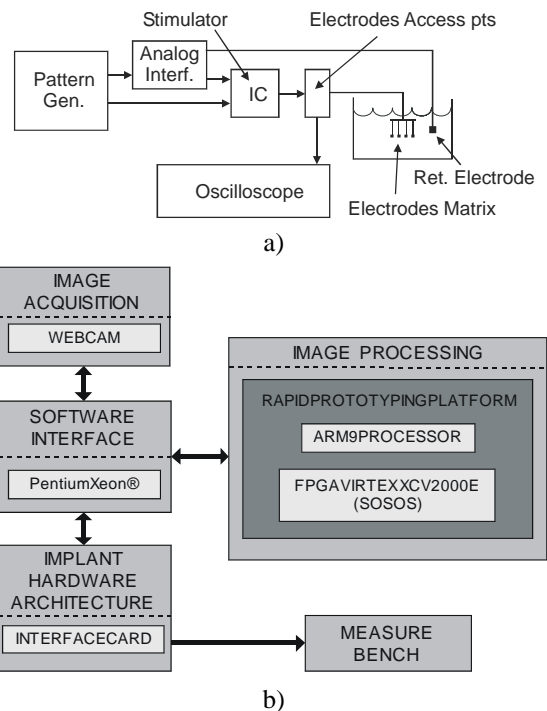 Stimulator
Electrodes Access pts
Pattern
Gen.
Analog
Interf.
IC
Oscilloscope
Ret. Electrode
Electrodes Matrix
a)
IMAGE
ACQUISITION
WEBCAM
SOFTWARE
INTERFACE
PentiumXeon®
IMPLANT
HARDWARE
ARCHITECTURE
INTERFACECARD
IMAGE PROCESSING
RAPIDPROTOTYPINGPLATFORM
ARM9PROCESSOR
FPGAVIRTEXXCV2000E
(SOSOS)
MEASURE
BENCH
b)